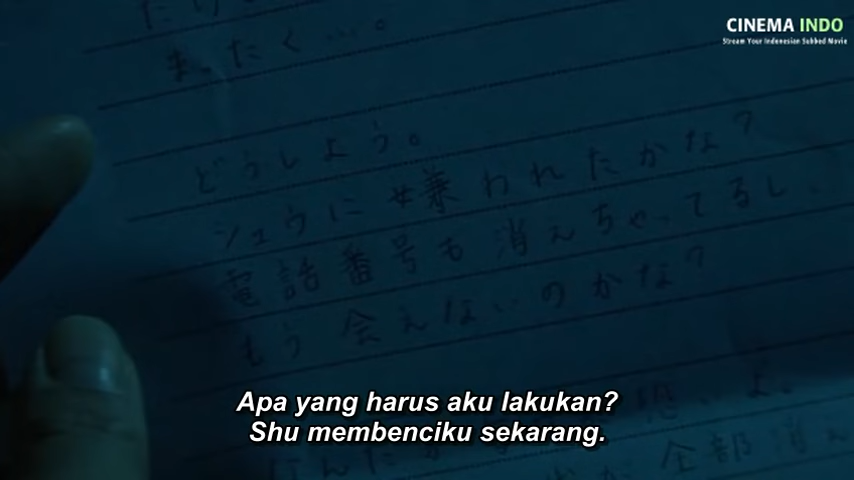 CINEMA INDO
Stream Your Indonesian Subbed Movie
まったく…。
どうしよう。
シュウに嫌われたかな?
電話番号も消えちゃってるし、
もう会えないのかな?
Apa yang harus aku lakukan?
Shu membenciku sekarang.
全部消え